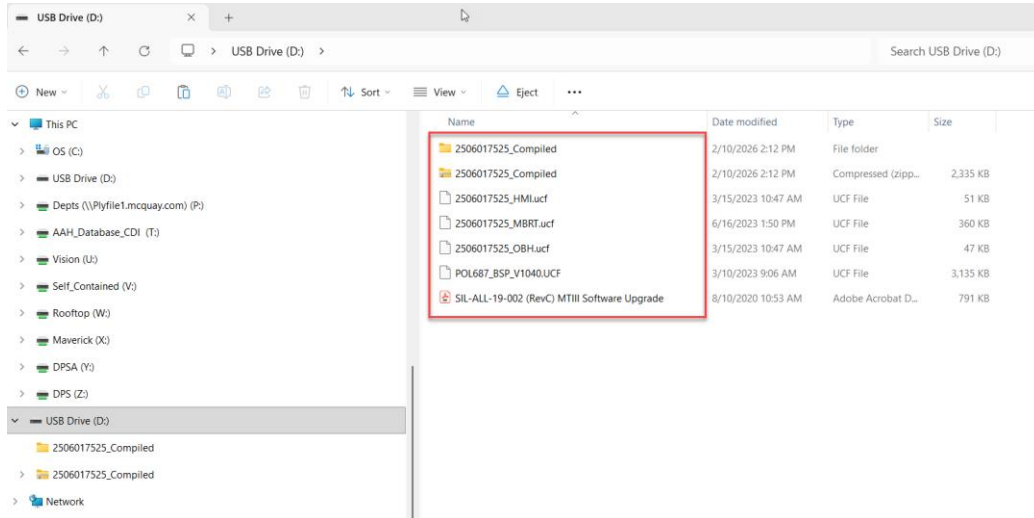 USB Drive (D:)
USB Drive (D:)
Search USB Drive (D:)
New
Sort
View
Eject
This PC
OS (C:)
USB Drive (D:)
Depts (\\Plyfile1.mcquay.com) (P:)
AAH_Database_CDI (T:)
Vision (U:)
Self_Contained (V:)
Rooftop (W:)
Maverick (X:)
DPSA (Y:)
DPS (Z:)
USB Drive (D:)
2506017525_Compiled
2506017525_Compiled
Network
Name Date modified Type Size
2506017525_Compiled 2/10/2026 2:12 PM File folder
2506017525_Compiled 2/10/2026 2:12 PM Compressed (zipp... 2,335 KB
2506017525_HMI.ucf 3/15/2023 10:47 AM UCF File 51 KB
2506017525_MBRT.ucf 6/16/2023 1:50 PM UCF File 360 KB
2506017525_OBH.ucf 3/15/2023 10:47 AM UCF File 47 KB
POL687_BSP_V1040.UCF 3/10/2023 9:06 AM UCF File 3,135 KB
SIL-ALL-19-002 (RevC) MTIII Software Upgrade 8/10/2020 10:53 AM Adobe Acrobat D... 791 KB